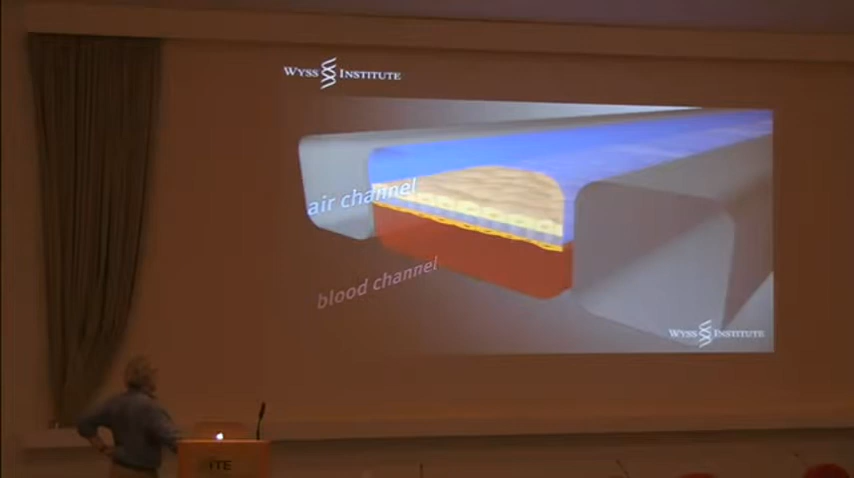 WYSS INSTITUTE
air channel
blood channel
WYSS INSTITUTE
ITE